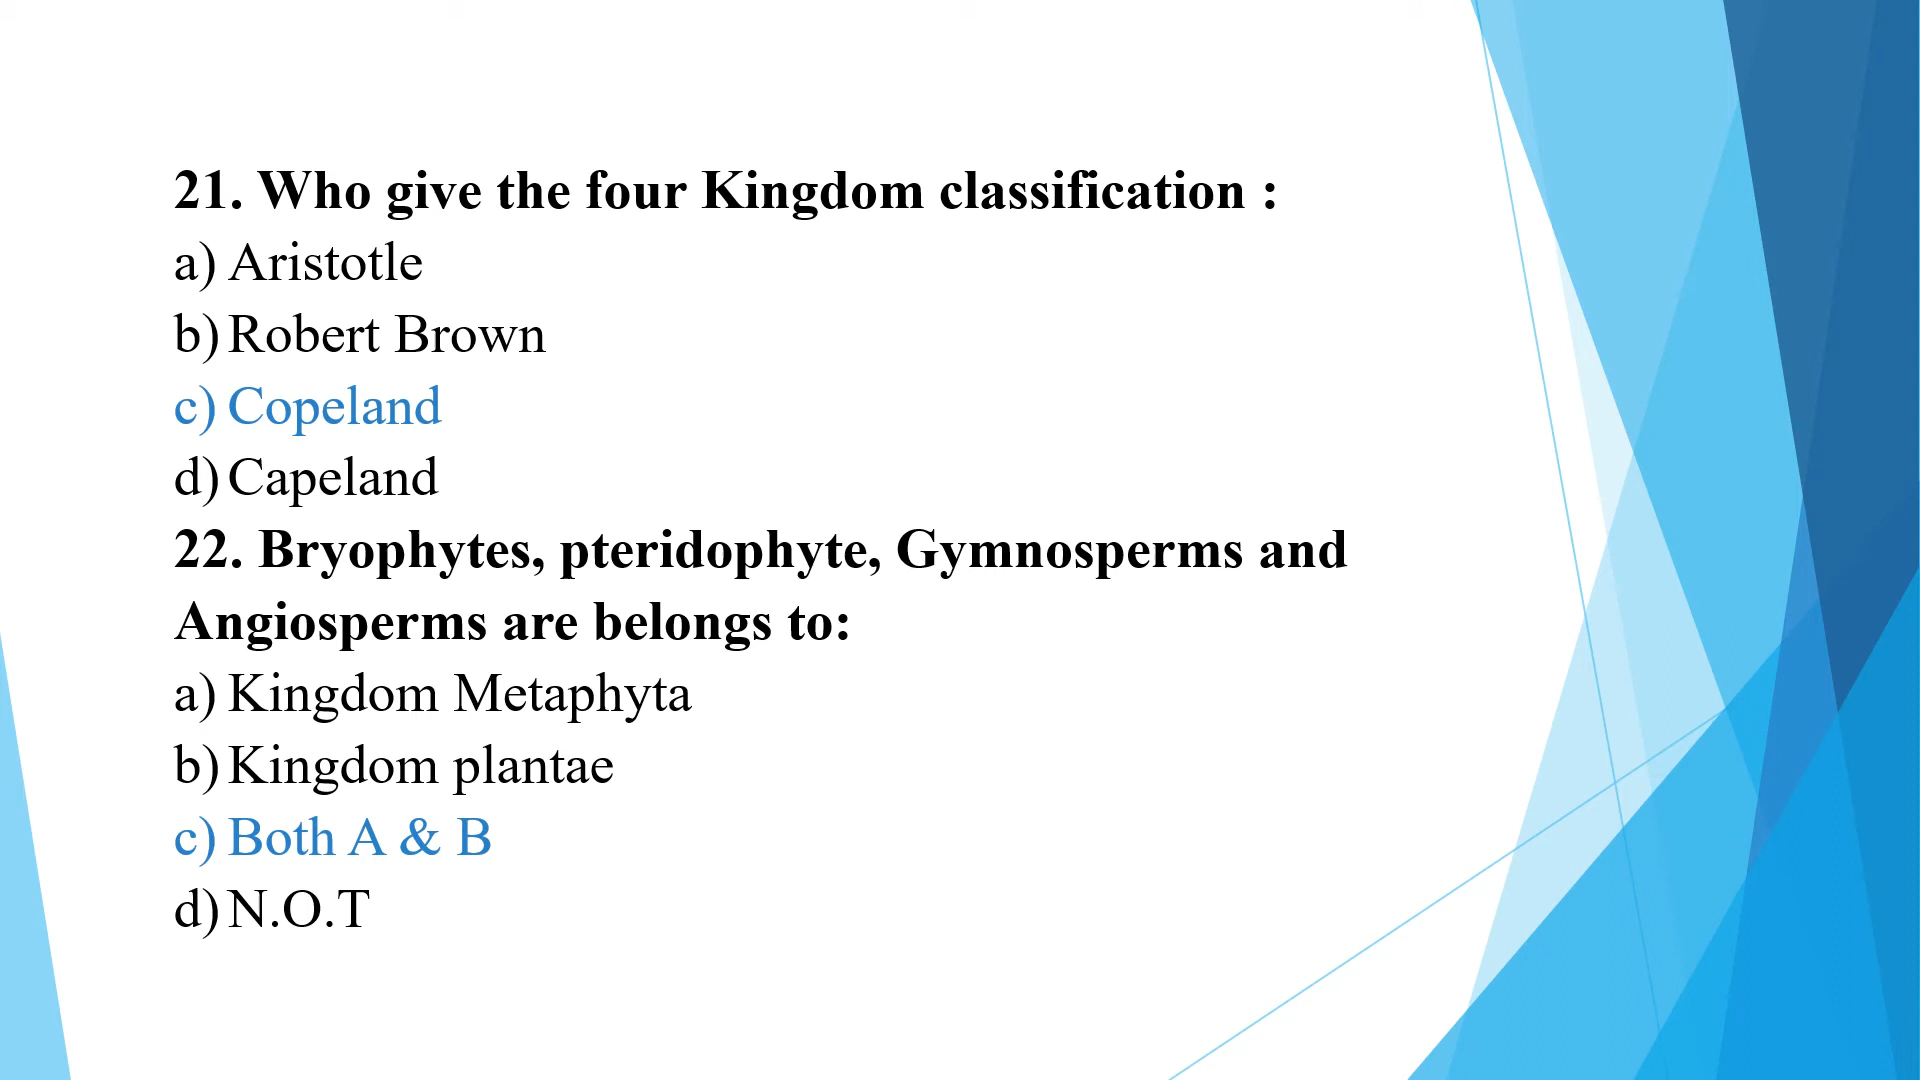 21. Who give the four Kingdom classification :
a) Aristotle
b) Robert Brown
c) Copeland
d) Capeland
22. Bryophytes, pteridophyte, Gymnosperms and
Angiosperms are belongs to:
a) Kingdom Metaphyta
b) Kingdom plantae
c) Both A & B
d) N.O.T